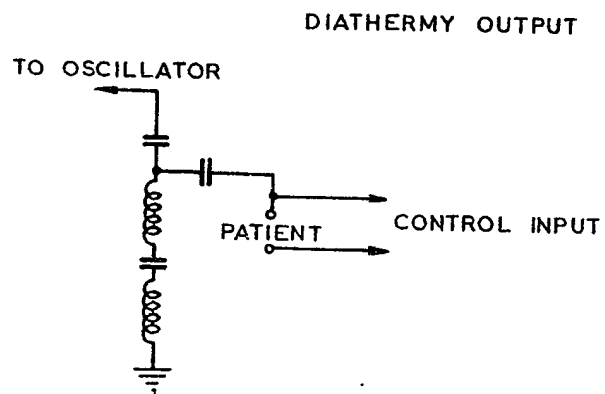 DIATHERMY OUTPUT
TO OSCILLATOR
PATIENT
CONTROL INPUT